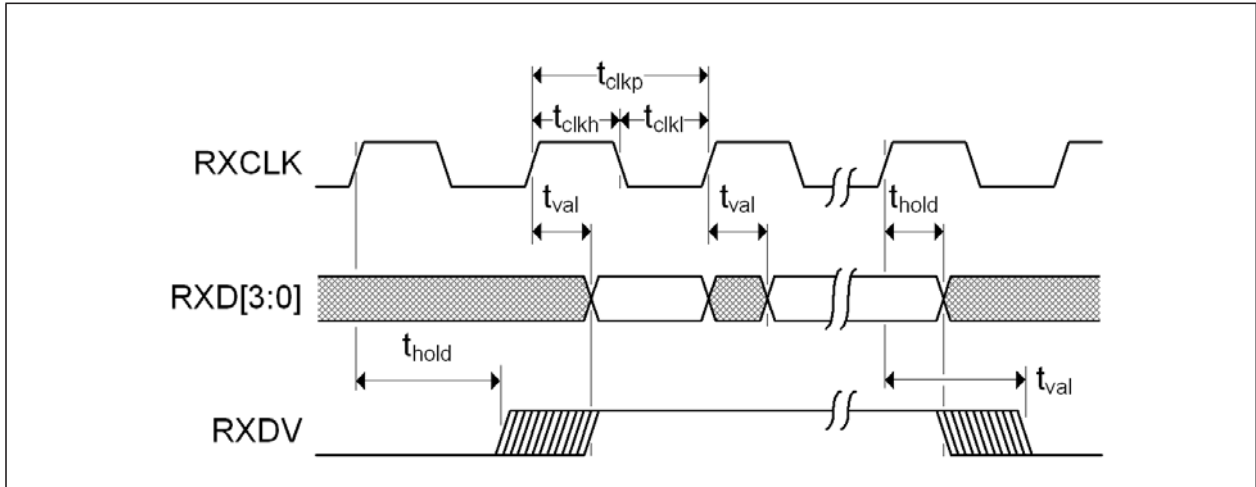 tclkp
tclkh tclkl
RXCLK
tval tval thold
RXD[3:0]
thold
tval
RXDV